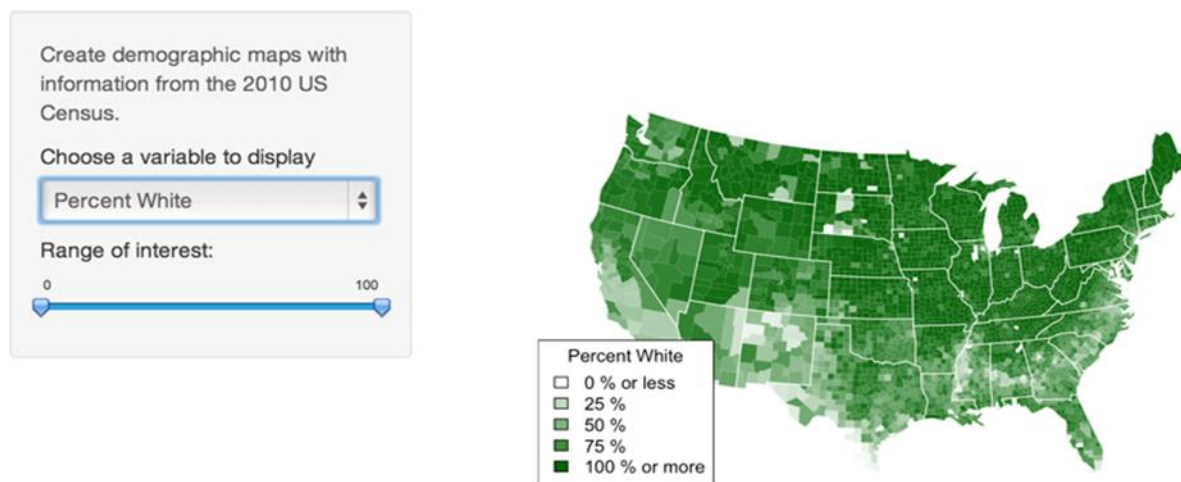 Create demographic maps with
information from the 2010 US
Census.
Choose a variable to display
Percent White
Range of interest:
0 100
Percent White
0 % or less
25 %
50 %
75 %
100 % or more